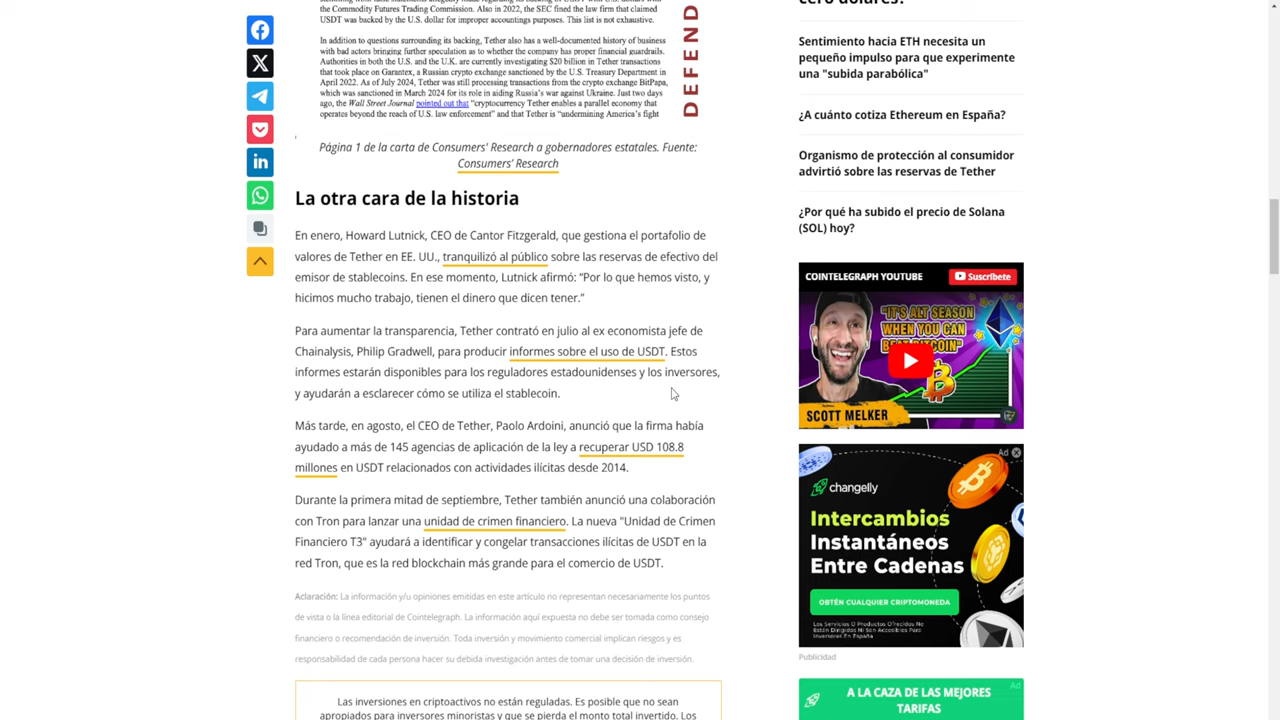 the Commodity Futures Trading Commission. Also in 2022, the SEC fined the law firm that claimed
USDT was backed by the U.S. dollar for improper accountings purposes. This list is not exhaustive.
In addition to questions surrounding its backing, Tether also has a well-documented history of business
with bad actors bringing further speculation as to whether the company has proper financial guardrails.
Authorities in both the U.S. and the U.K. are currently investigating $20 billion in Tether transactions
that took place on Garantex, a Russian crypto exchange sanctioned by the U.S. Treasury Department in
April 2022. As of July 2024, Tether was still processing transactions from the crypto exchange BitPapa,
which was sanctioned in March 2024 for its role in aiding Russia's war against Ukraine. Just two days
ago, the Wall Street Journal pointed out that "cryptocurrency Tether enables a parallel economy that
operates beyond the reach of U.S. law enforcement" and that Tether is "undermining America's fight
DEFEND
Página 1 de la carta de Consumers' Research a gobernadores estatales. Fuente:
Consumers' Research
La otra cara de la historia
En enero, Howard Lutnick, CEO de Cantor Fitzgerald, que gestiona el portafolio de
valores de Tether en EE. UU., tranquilizó al público sobre las reservas de efectivo del
emisor de stablecoins. En ese momento, Lutnick afirmó: “Por lo que hemos visto, y
hicimos mucho trabajo, tienen el dinero que dicen tener.”
Para aumentar la transparencia, Tether contrató en julio al ex economista jefe de
Chainalysis, Philip Gradwell, para producir informes sobre el uso de USDT. Estos
informes estarán disponibles para los reguladores estadounidenses y los inversores,
y ayudarán a esclarecer cómo se utiliza el stablecoin.
Más tarde, en agosto, el CEO de Tether, Paolo Ardoini, anunció que la firma había
ayudado a más de 145 agencias de aplicación de la ley a recuperar USD 108.8
millones en USDT relacionados con actividades ilícitas desde 2014.
Durante la primera mitad de septiembre, Tether también anunció una colaboración
con Tron para lanzar una unidad de crimen financiero. La nueva "Unidad de Crimen
Financiero T3" ayudará a identificar y congelar transacciones ilícitas de USDT en la
red Tron, que es la red blockchain más grande para el comercio de USDT.
Aclaración: La información y/u opiniones emitidas en este artículo no representan necesariamente los puntos
de vista o la línea editorial de Cointelegraph. La información aquí expuesta no debe ser tomada como consejo
financiero o recomendación de inversión. Toda inversión y movimiento comercial implican riesgos y es
responsabilidad de cada persona hacer su debida investigación antes de tomar una decisión de inversión.
Las inversiones en criptoactivos no están reguladas. Es posible que no sean
apropiados para inversores minoristas y que se pierda el monto total invertido. Los
cero dólares?
Sentimiento hacia ETH necesita un
pequeño impulso para que experimente
una "subida parabólica"
¿A cuánto cotiza Ethereum en España?
Organismo de protección al consumidor
advirtió sobre las reservas de Tether
¿Por qué ha subido el precio de Solana
(SOL) hoy?
COINTELEGRAPH YOUTUBE
Suscríbete
"IT'S ALT SEASON
WHEN YOU CAN
BEAT BITCOIN"
SCOTT MELKER
Ad
changelly
Intercambios
Instantáneos
Entre Cadenas
OBTÉN CUALQUIER CRIPTOMONEDA
Los Servicios O Productos Ofrecidos No
Están Dirigidos Ni Son Accesibles Para
Inversores En España
Publicidad
Ad
A LA CAZA DE LAS MEJORES
TARIFAS